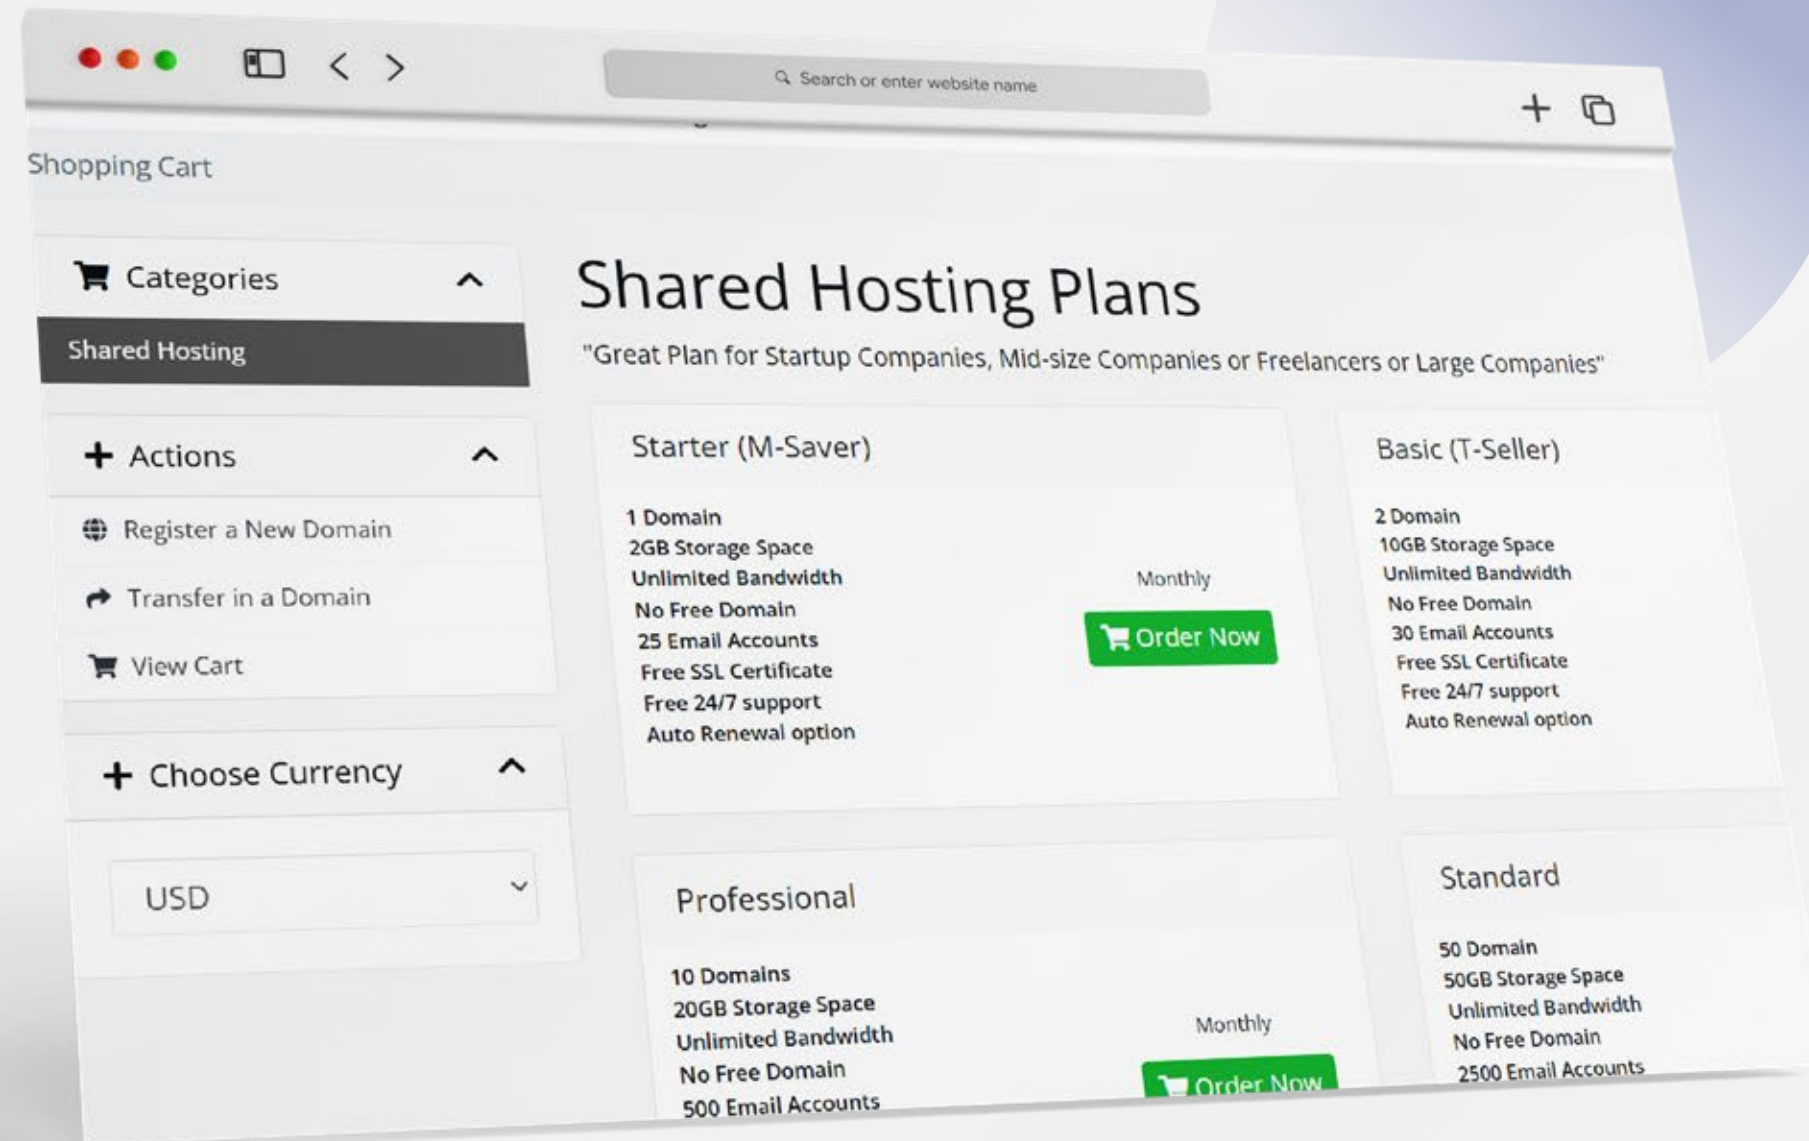 Search or enter website name
Shopping Cart
Categories
Shared Hosting
Actions
Register a New Domain
Transfer in a Domain
View Cart
Choose Currency
USD
Shared Hosting Plans
"Great Plan for Startup Companies, Mid-size Companies or Freelancers or Large Companies"
Starter (M-Saver)
1 Domain
2GB Storage Space
Unlimited Bandwidth
No Free Domain
25 Email Accounts
Free SSL Certificate
Free 24/7 support
Auto Renewal option
Monthly
Order Now
Basic (T-Seller)
2 Domain
10GB Storage Space
Unlimited Bandwidth
No Free Domain
30 Email Accounts
Free SSL Certificate
Free 24/7 support
Auto Renewal option
Professional
10 Domains
20GB Storage Space
Unlimited Bandwidth
No Free Domain
500 Email Accounts
Monthly
Order Now
Standard
50 Domain
50GB Storage Space
Unlimited Bandwidth
No Free Domain
2500 Email Accounts